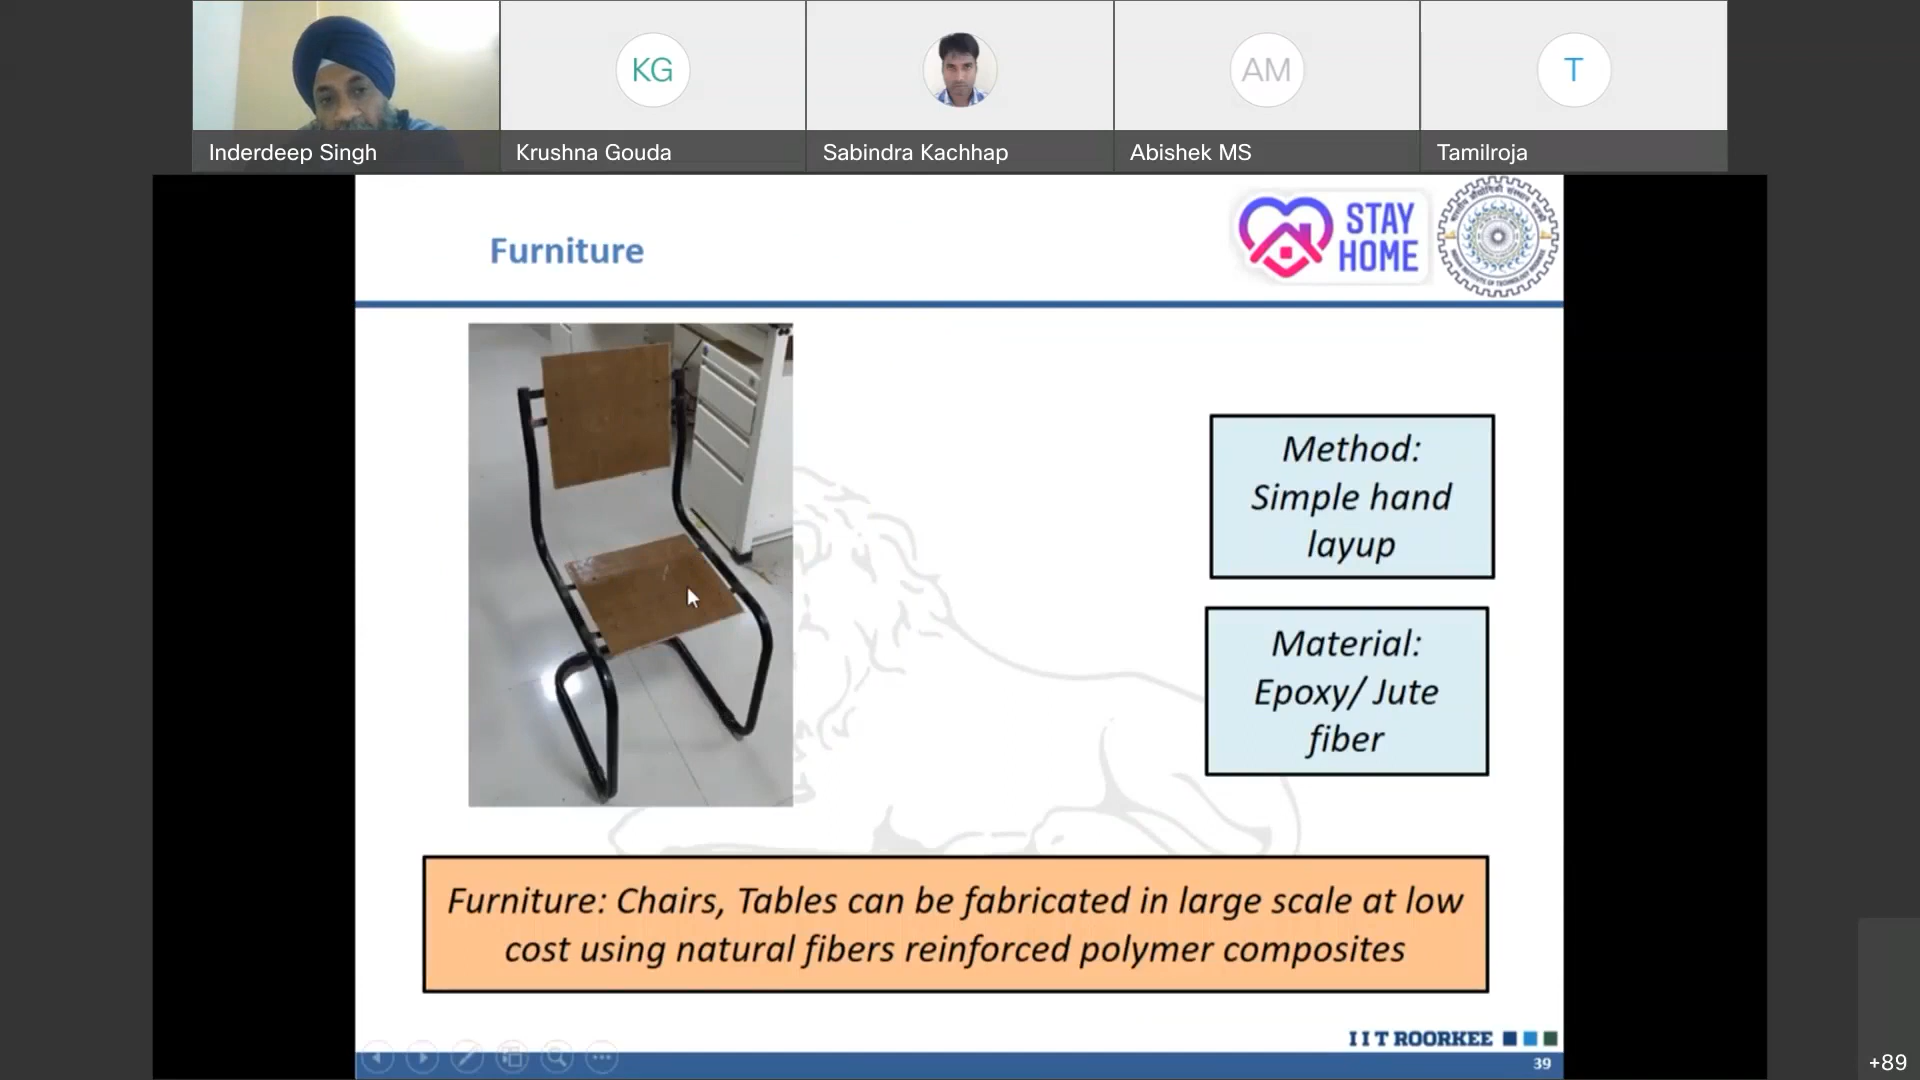 KG
AM
T
Inderdeep Singh
Krushna Gouda
Sabindra Kachhap
Abishek MS
Tamilroja
Furniture
STAY
HOME
Method:
Simple hand
layup
Material:
Epoxy/ Jute
fiber
Furniture: Chairs, Tables can be fabricated in large scale at low
cost using natural fibers reinforced polymer composites
I I T ROORKEE
39
+89